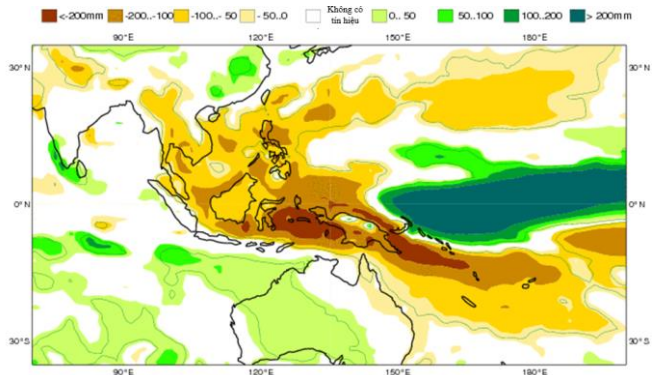 <-200mm -200..-100 -100..- 50 - 50..0 Không có tín hiệu 0.. 50 50..100 100..200 > 200mm
90°E 120°E 150°E 180°E
30°N 30°N
0°N 0°N
30°S 30°S
90°E 120°E 150°E 180°E